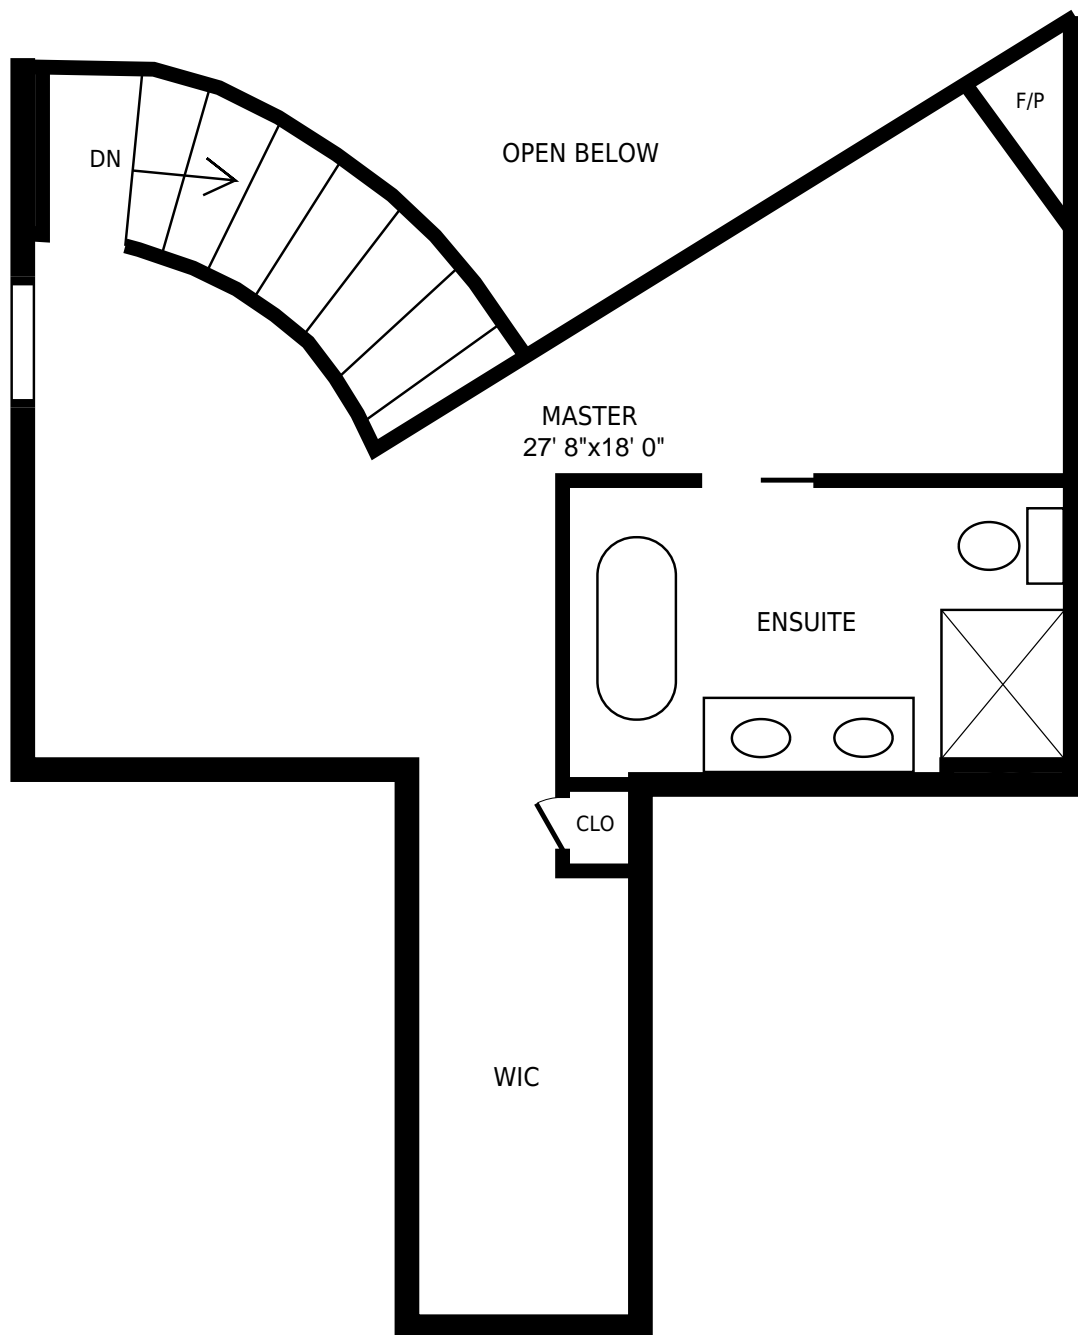 F/P
OPEN BELOW
DN
MASTER
27' 8"x18' 0"
ENSUITE
CLO
WIC